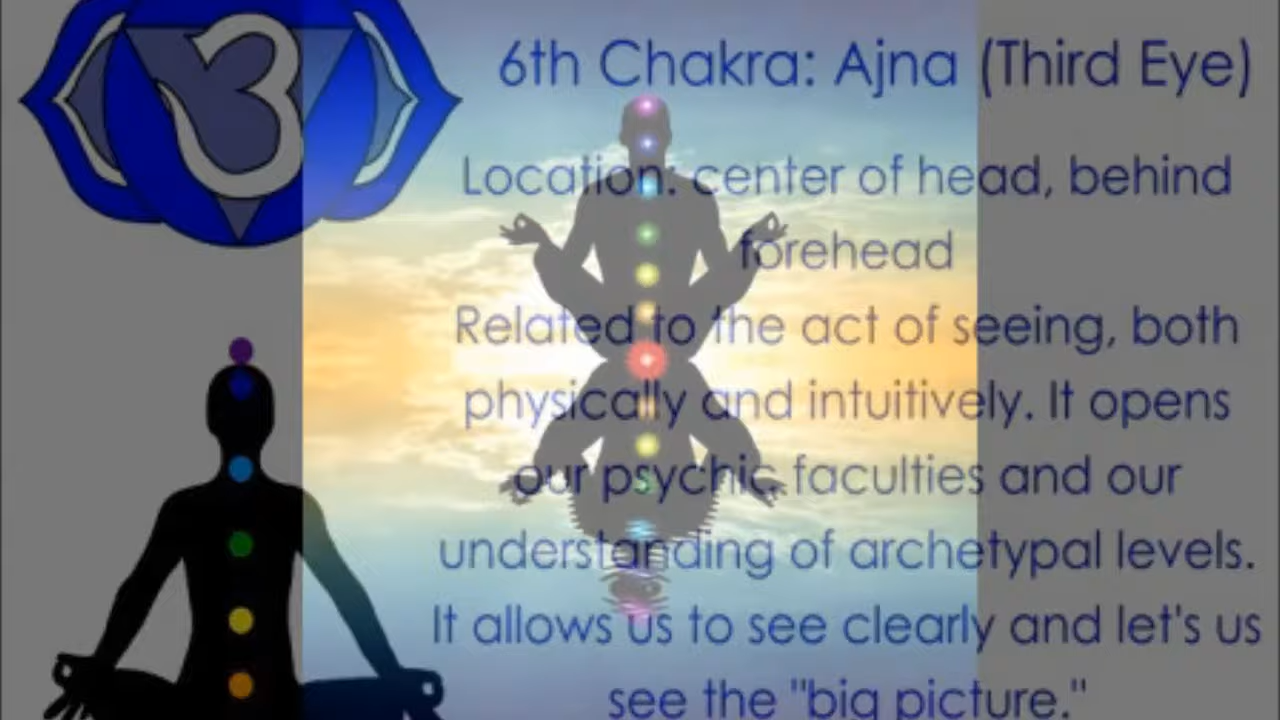 6th Chakra: Ajna (Third Eye)
Location: center of head, behind
forehead
Related to the act of seeing, both
physically and intuitively. It opens
our psychic faculties and our
understanding of archetypal levels.
It allows us to see clearly and let's us
see the "big picture."